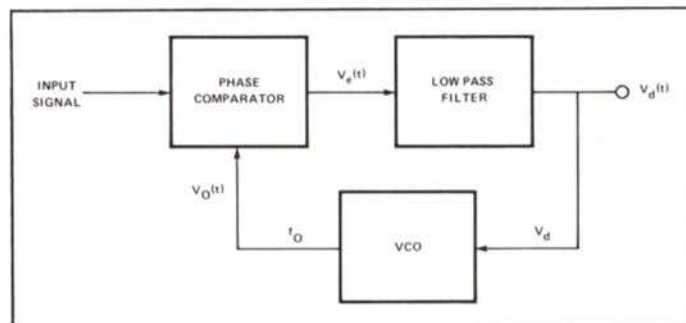 INPUT
SIGNAL
PHASE
COMPARATOR
Ve(t)
LOW PASS
FILTER
Vd(t)
VO(t)
fO
VCO
Vd